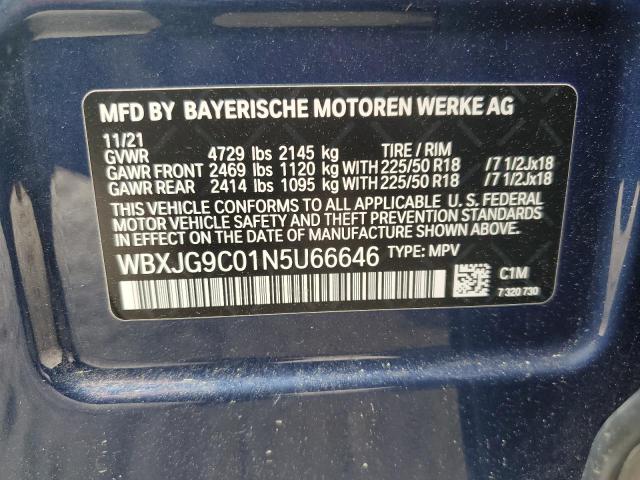 MFD BY BAYERISCHE MOTOREN WERKE AG
11/21
GVWR 4729 lbs 2145 kg TIRE / RIM
GAWR FRONT 2469 lbs 1120 kg WITH 225/50 R18 /7 1/2Jx18
GAWR REAR 2414 lbs 1095 kg WITH 225/50 R18 /7 1/2Jx18
THIS VEHICLE CONFORMS TO ALL APPLICABLE U. S. FEDERAL
MOTOR VEHICLE SAFETY AND THEFT PREVENTION STANDARDS
IN EFFECT ON THE DATE OF MANUFACTURE SHOWN ABOVE.
WBXJG9C01N5U66646 TYPE: MPV
C1M
7 320 730